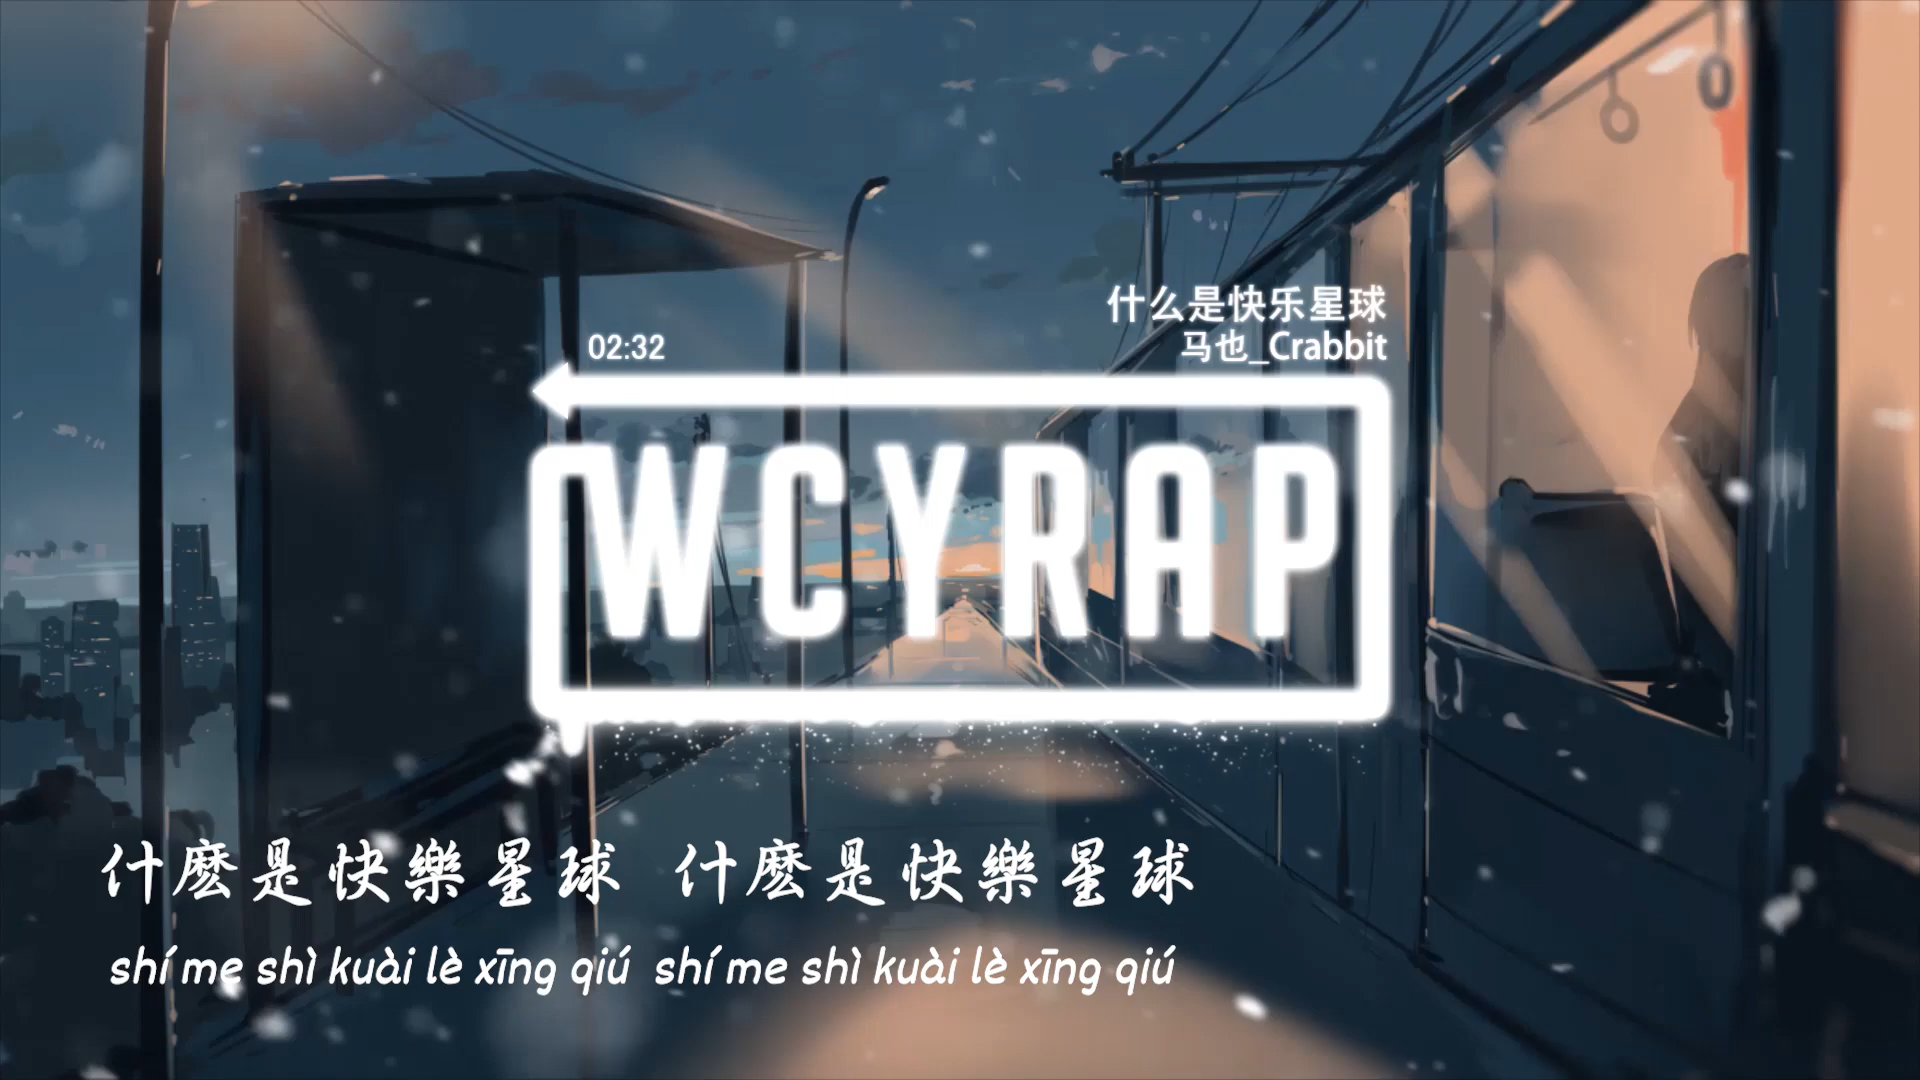 什么是快乐星球
02:32 马也_Crabbit
WCYRAP
什麽是快樂星球 什麽是快樂星球
shí me shì kuài lè xīng qiú shí me shì kuài lè xīng qiú